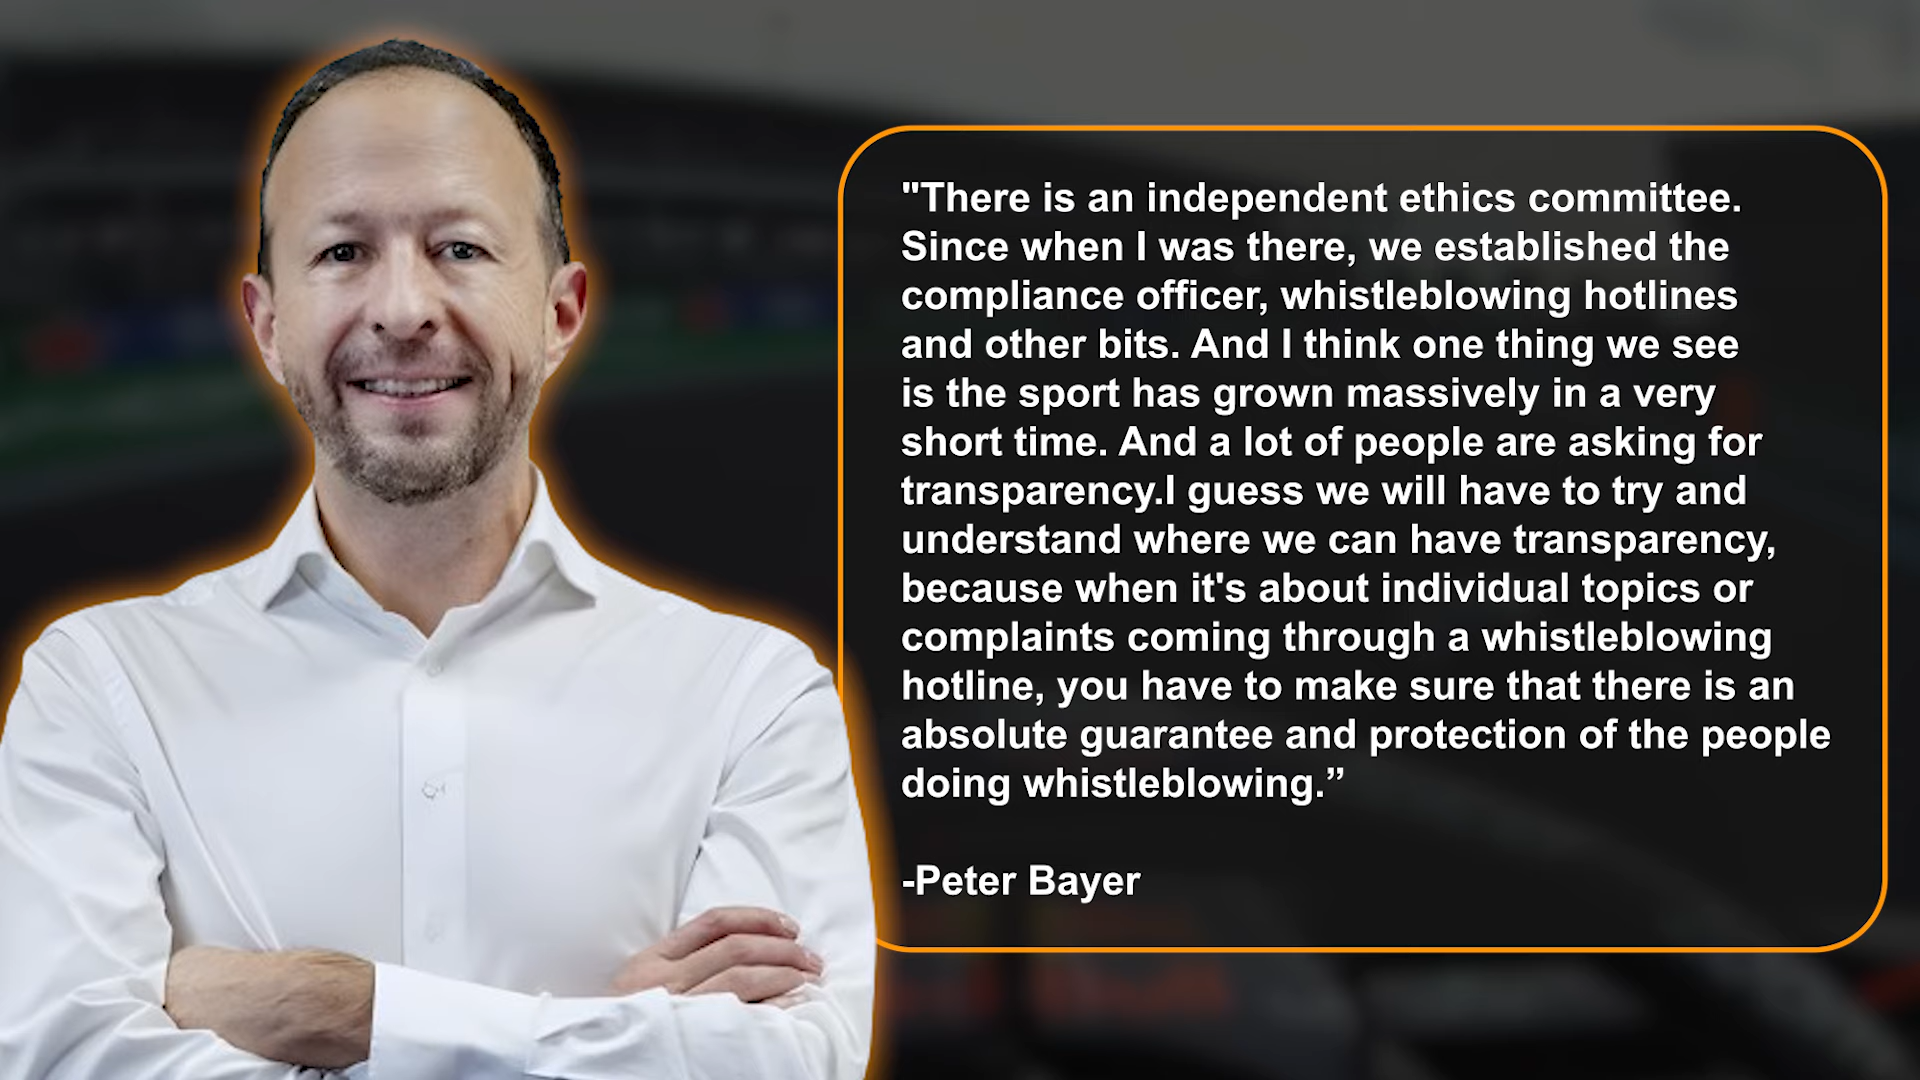 "There is an independent ethics committee.
Since when I was there, we established the
compliance officer, whistleblowing hotlines
and other bits. And I think one thing we see
is the sport has grown massively in a very
short time. And a lot of people are asking for
transparency.I guess we will have to try and
understand where we can have transparency,
because when it's about individual topics or
complaints coming through a whistleblowing
hotline, you have to make sure that there is an
absolute guarantee and protection of the people
doing whistleblowing.”
-Peter Bayer